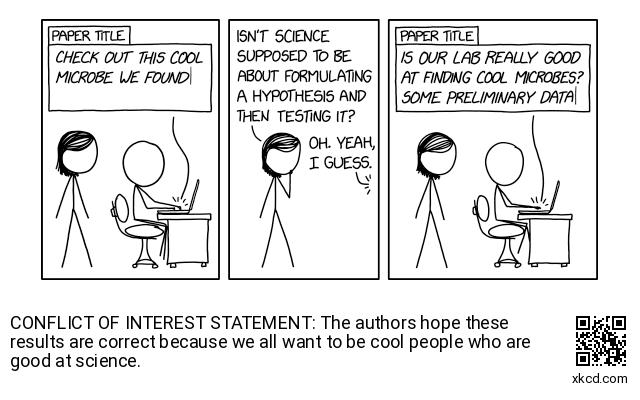 PAPER TITLE
CHECK OUT THIS COOL
MICROBE WE FOUND
ISN'T SCIENCE
SUPPOSED TO BE
ABOUT FORMULATING
A HYPOTHESIS AND
THEN TESTING IT?
OH. YEAH,
I GUESS.
PAPER TITLE
IS OUR LAB REALLY GOOD
AT FINDING COOL MICROBES?
SOME PRELIMINARY DATA
CONFLICT OF INTEREST STATEMENT: The authors hope these
results are correct because we all want to be cool people who are
good at science.
xkcd.com